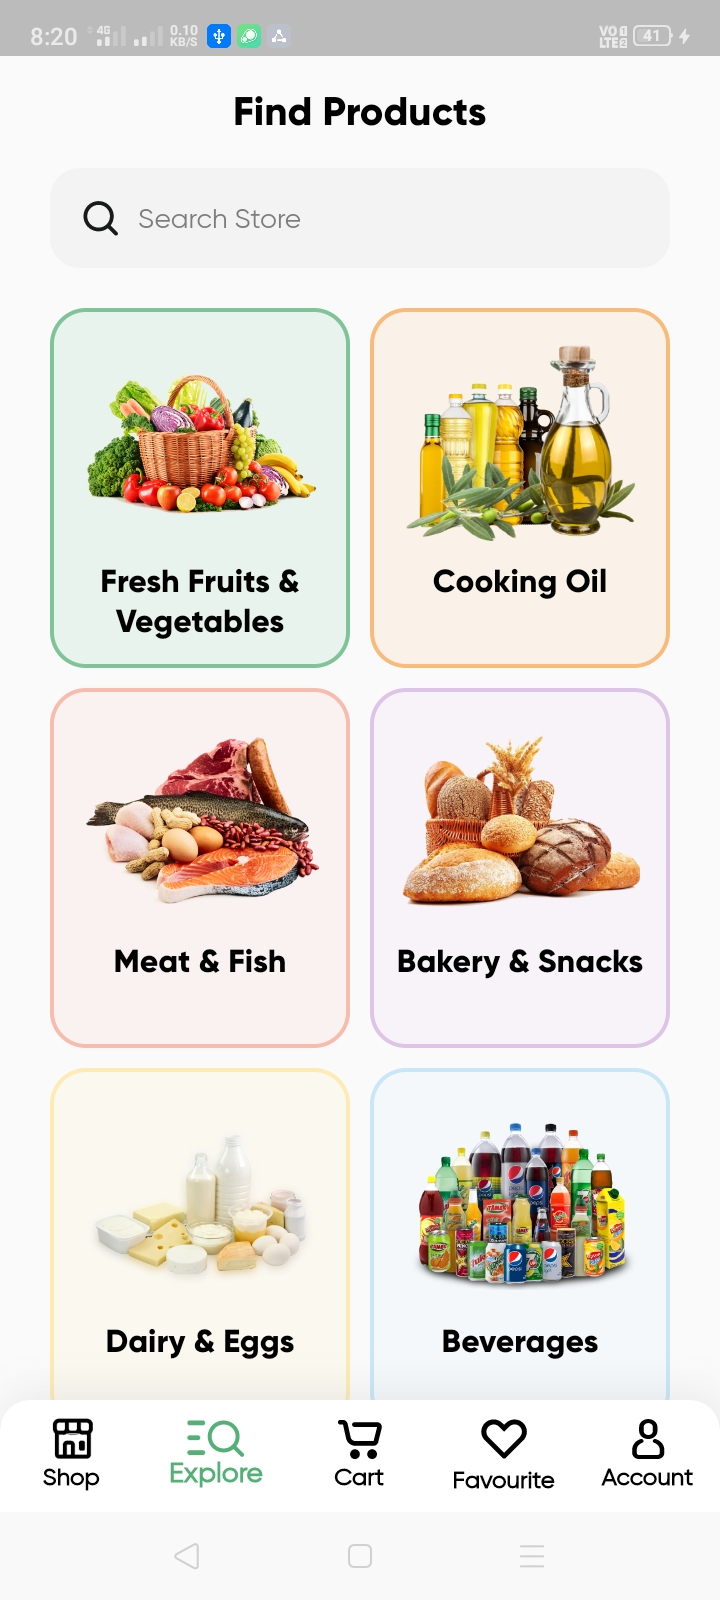 8:20 4G 0.10 KB/S VO LTE 41
Find Products
Search Store
Fresh Fruits &
Vegetables
Cooking Oil
Meat & Fish
Bakery & Snacks
Dairy & Eggs
Beverages
Shop
Explore
Cart
Favourite
Account